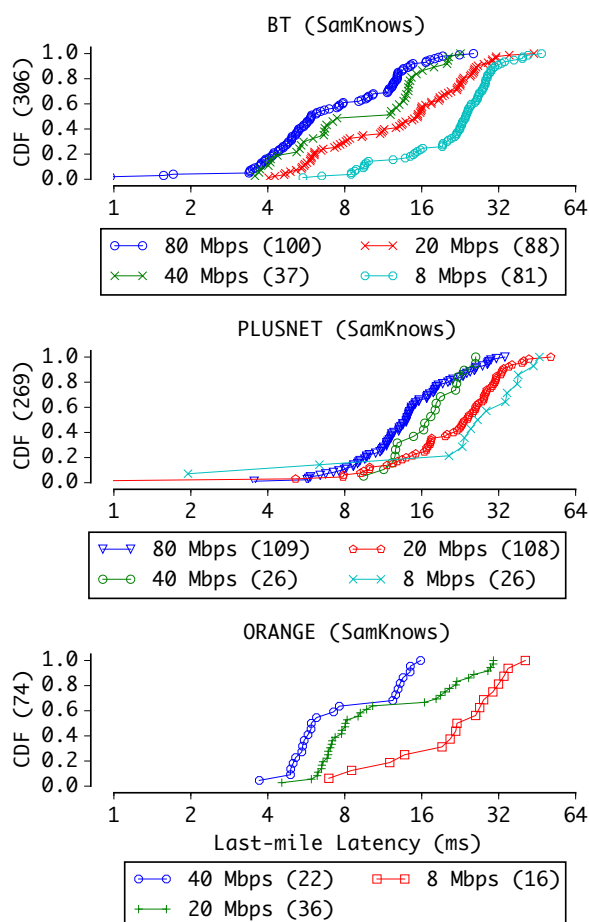 BT (SamKnows)
CDF (306)
1.0
0.8
0.6
0.4
0.2
0.0
1 2 4 8 16 32 64
80 Mbps (100) 20 Mbps (88)
40 Mbps (37) 8 Mbps (81)
PLUSNET (SamKnows)
CDF (269)
1.0
0.8
0.6
0.4
0.2
0.0
1 2 4 8 16 32 64
80 Mbps (109) 20 Mbps (108)
40 Mbps (26) 8 Mbps (26)
ORANGE (SamKnows)
CDF (74)
1.0
0.8
0.6
0.4
0.2
0.0
1 2 4 8 16 32 64
Last-mile Latency (ms)
40 Mbps (22) 8 Mbps (16)
20 Mbps (36)